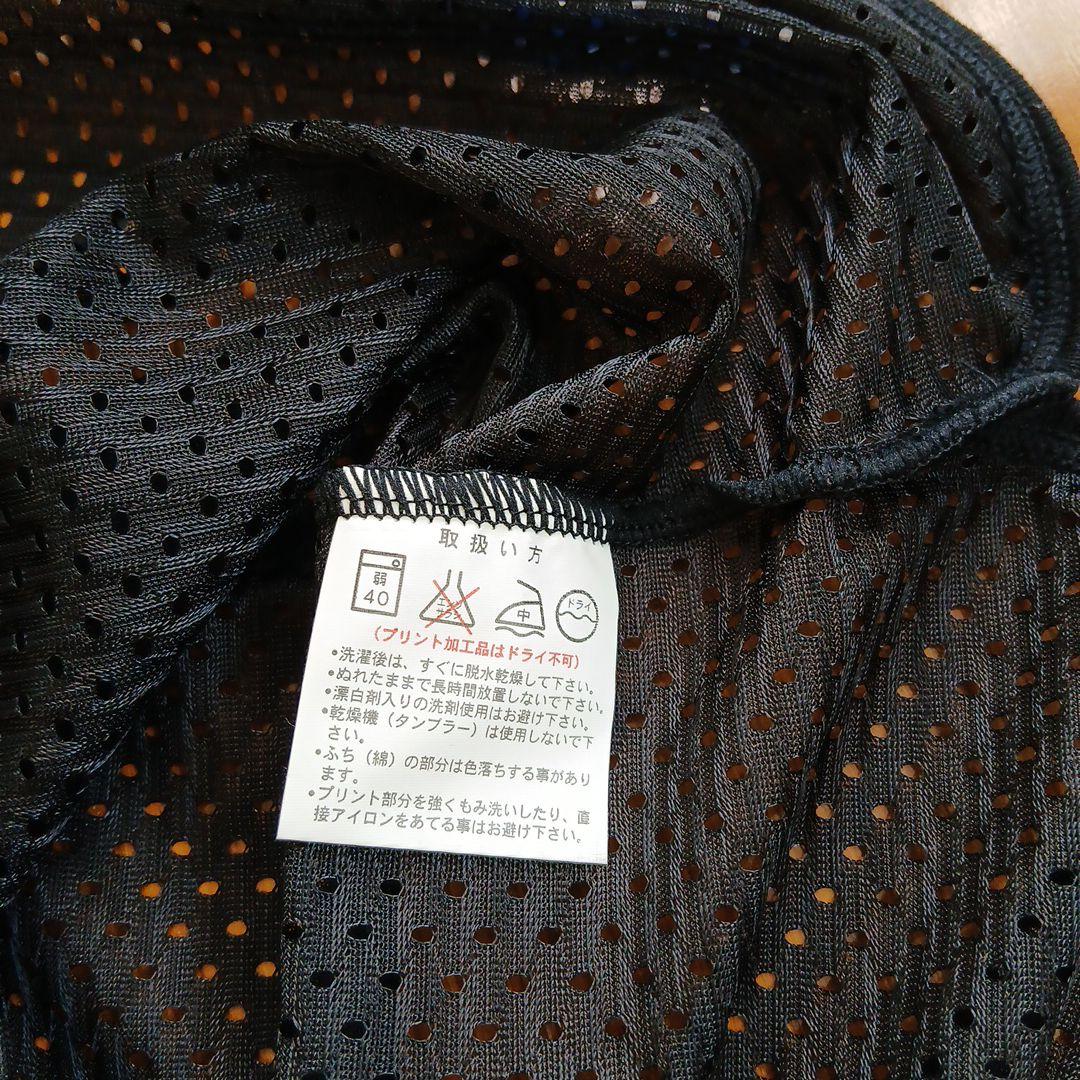 取扱い方
弱
40
エンソ
サラシ
中
ドライ
(プリント加工品はドライ不可)
•洗濯後は、すぐに脱水乾燥して下さい。
•ぬれたままで長時間放置しないで下さい。
•漂白剤入りの洗剤使用はお避け下さい。
•乾燥機（タンブラー）は使用しないで下
さい。
•ふち（綿）の部分は色落ちする事があり
ます。
•プリント部分を強くもみ洗いしたり、直
接アイロンをあてる事はお避け下さい。